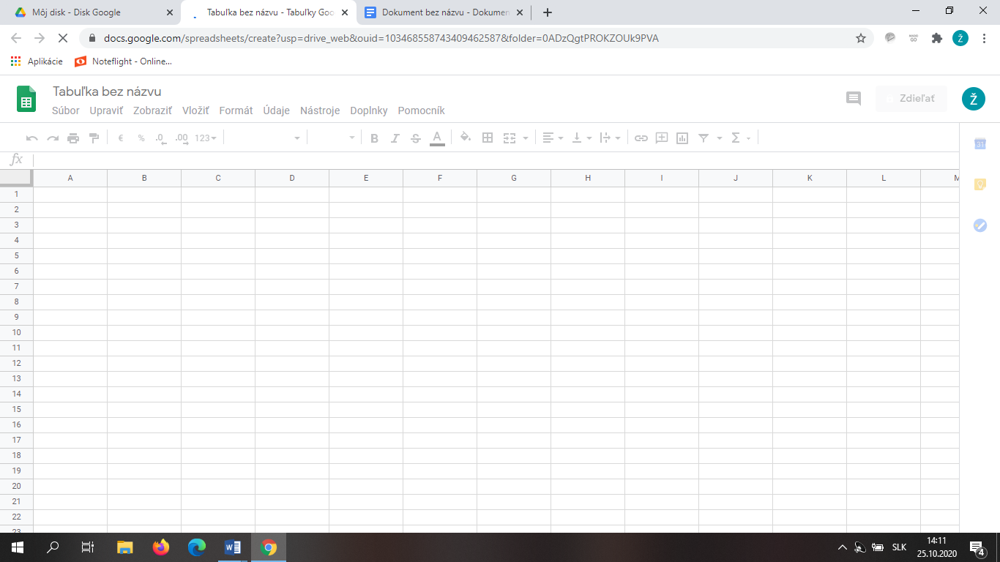 Môj disk - Disk Google
Tabuľka bez názvu - Tabuľky Goo
Dokument bez názvu - Dokumen
docs.google.com/spreadsheets/create?usp=drive_web&ouid=103468558743409462587&folder=0ADzQgtPROKZOUk9PVA
Ž
Aplikácie
Noteflight - Online...
Tabuľka bez názvu
Súbor Upraviť Zobraziť Vložiť Formát Údaje Nástroje Doplnky Pomocník
Zdieľať
Ž
€ % .0 .00 123 B I S A Σ
31
fx
A B C D E F G H I J K L M
1
2
3
4
5
6
7
8
9
10
11
12
13
14
15
16
17
18
19
20
21
22
23
SLK
14:11
25.10.2020
4